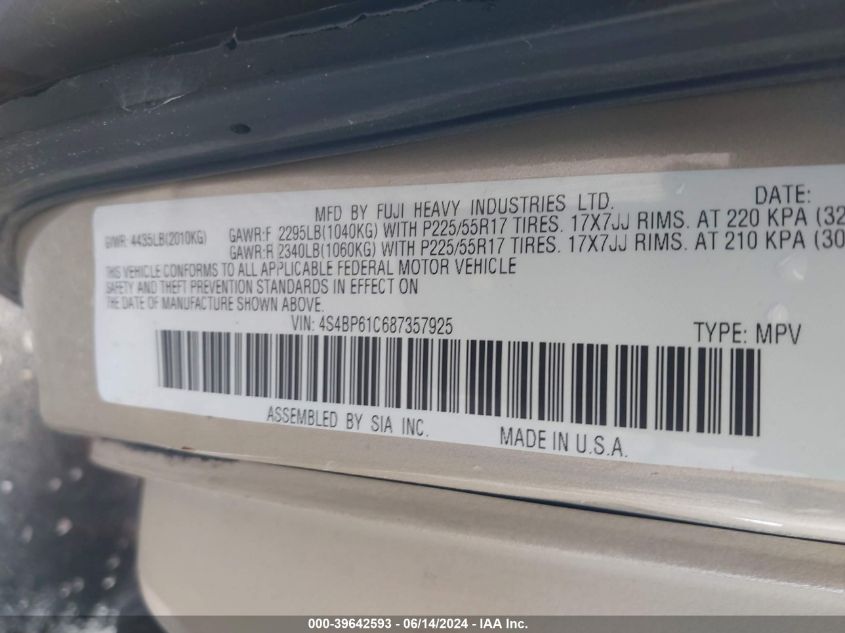 MFD BY FUJI HEAVY INDUSTRIES LTD. DATE:
GVWR: 4435LB(2010KG) GAWR:F 2295LB(1040KG) WITH P225/55R17 TIRES. 17X7JJ RIMS. AT 220 KPA (32
GAWR:R 2340LB(1060KG) WITH P225/55R17 TIRES. 17X7JJ RIMS. AT 210 KPA (30
THIS VEHICLE CONFORMS TO ALL APPLICABLE FEDERAL MOTOR VEHICLE
SAFETY AND THEFT PREVENTION STANDARDS IN EFFECT ON
THE DATE OF MANUFACTURE SHOWN ABOVE.
VIN: 4S4BP61C687357925 TYPE: MPV
ASSEMBLED BY SIA INC. MADE IN U.S.A.
000-39642593 - 06/14/2024 - IAA Inc.